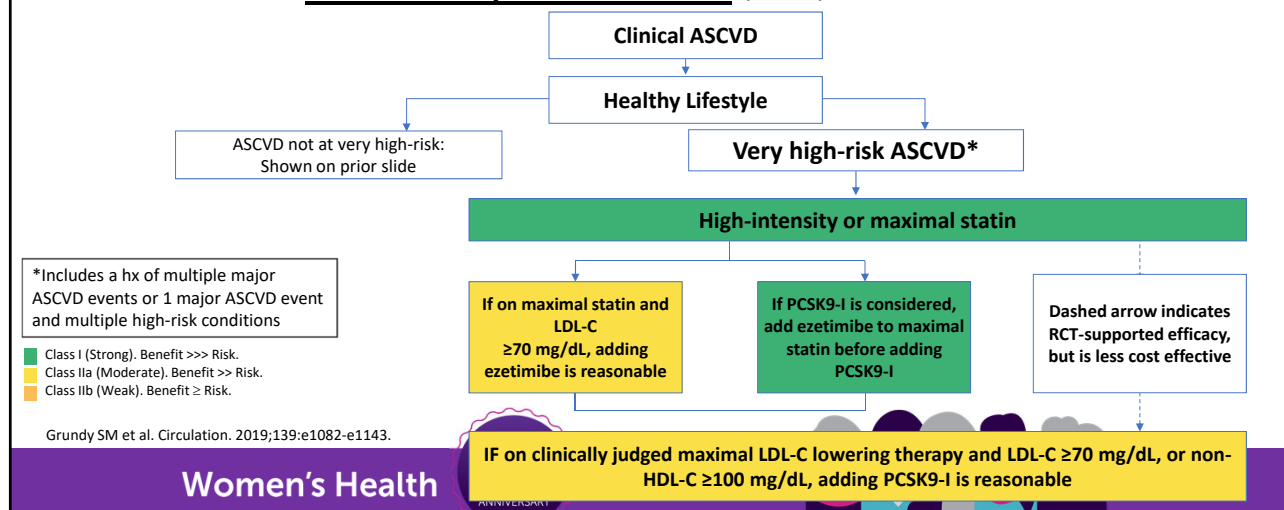 Clinical ASCVD
Healthy Lifestyle
ASCVD not at very high-risk:
Shown on prior slide
Very high-risk ASCVD*
High-intensity or maximal statin
*Includes a hx of multiple major
ASCVD events or 1 major ASCVD event
and multiple high-risk conditions
If on maximal statin and
LDL-C
≥70 mg/dL, adding
ezetimibe is reasonable
If PCSK9-I is considered,
add ezetimibe to maximal
statin before adding
PCSK9-I
Dashed arrow indicates
RCT-supported efficacy,
but is less cost effective
Class I (Strong). Benefit >>> Risk.
Class IIa (Moderate). Benefit >> Risk.
Class IIb (Weak). Benefit ≥ Risk.
Grundy SM et al. Circulation. 2019;139:e1082-e1143.
IF on clinically judged maximal LDL-C lowering therapy and LDL-C ≥70 mg/dL, or non-
HDL-C ≥100 mg/dL, adding PCSK9-I is reasonable
Women's Health
ANNIVERSARY